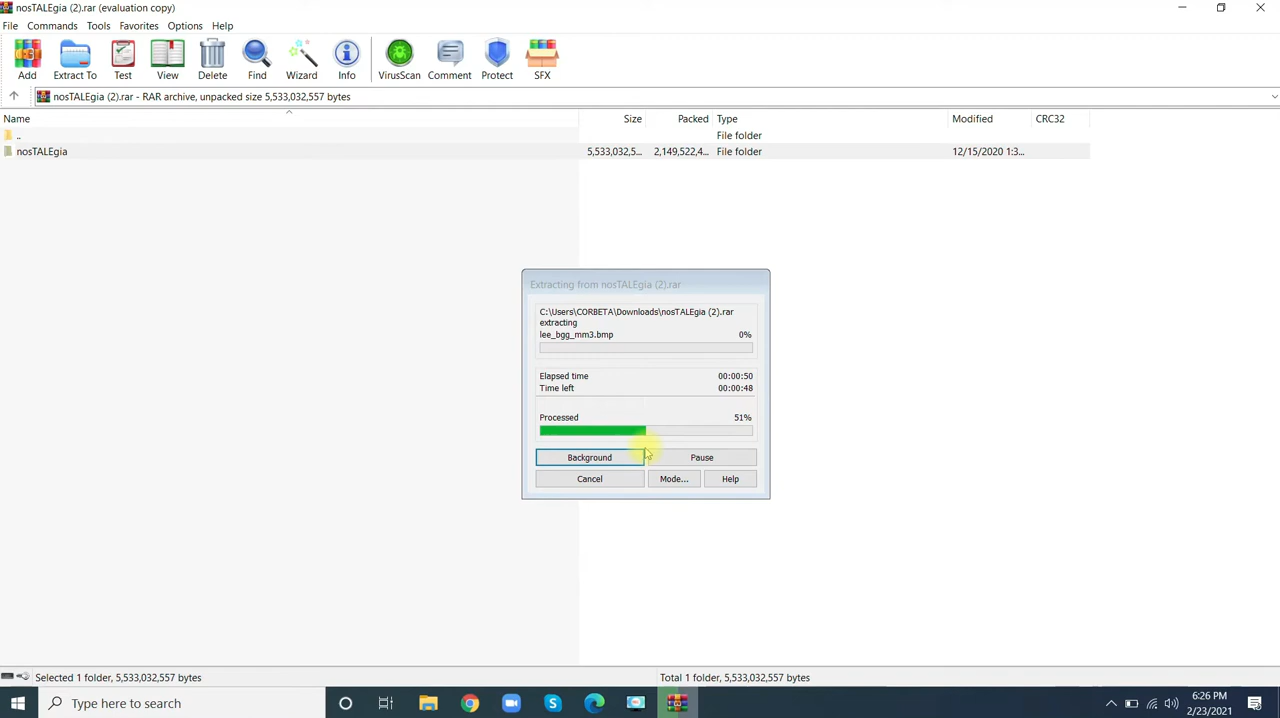 nosTALEgia (2).rar (evaluation copy)
File Commands Tools Favorites Options Help
Add Extract To Test View Delete Find Wizard Info VirusScan Comment Protect SFX
nosTALEgia (2).rar - RAR archive, unpacked size 5,533,032,557 bytes
Name Size Packed Type Modified CRC32
.. File folder
nosTALEgia 5,533,032,5... 2,149,522,4... File folder 12/15/2020 1:3...
Extracting from nosTALEgia (2).rar
C:\Users\CORBETA\Downloads\nosTALEgia (2).rar
extracting
lee_bgg_mm3.bmp 0%
Elapsed time 00:00:50
Time left 00:00:48
Processed 51%
Background Pause
Cancel Mode... Help
Selected 1 folder, 5,533,032,557 bytes Total 1 folder, 5,533,032,557 bytes
Type here to search
6:26 PM
2/23/2021